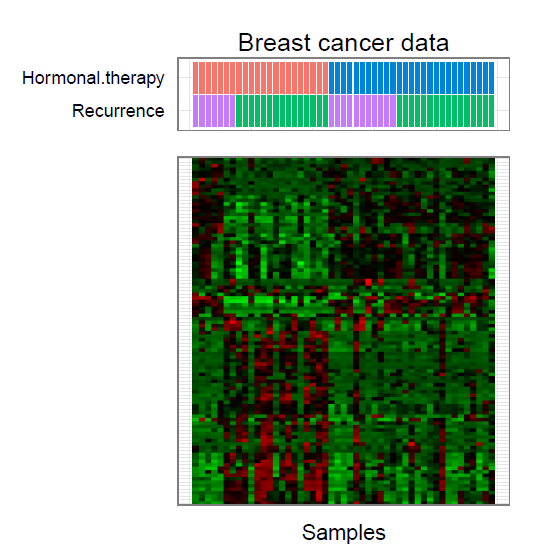 Breast cancer data
Hormonal.therapy
Recurrence
Samples